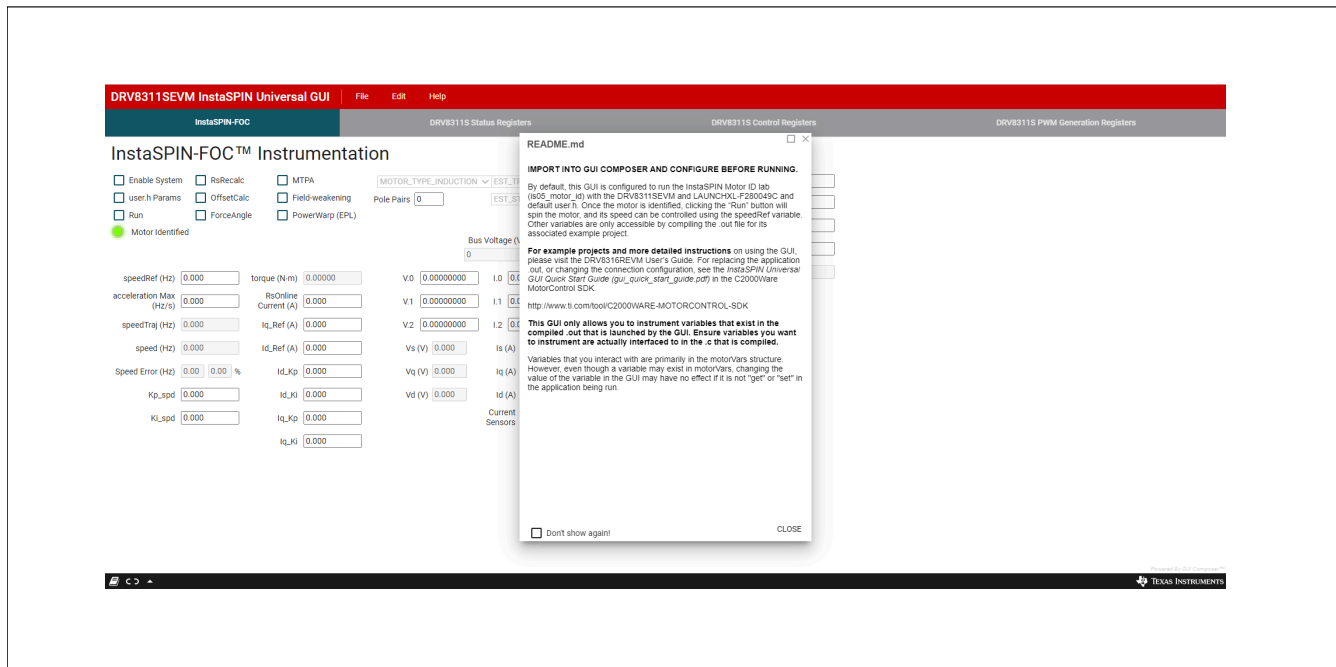 DRV8311SEVM InstaSPIN Universal GUI File Edit Help
InstaSPIN-FOC DRV8311S Status Registers DRV8311S Control Registers DRV8311S PWM Generation Registers
InstaSPIN-FOC™ Instrumentation
Enable System RsRecalc MTPA
user.h Params OffsetCalc Field-weakening
Run ForceAngle PowerWarp (EPL)
Motor Identified
MOTOR_TYPE_INDUCTION
Pole Pairs 0
Bus Voltage (V
0
speedRef (Hz) 0.000 torque (N-m) 0.00000 V.0 0.00000000 I.0
acceleration Max (Hz/s) 0.000 RsOnline Current (A) 0.000 V.1 0.00000000 I.1
speedTraj (Hz) 0.000 Iq_Ref (A) 0.000 V.2 0.00000000 I.2
speed (Hz) 0.000 Id_Ref (A) 0.000 Vs (V) 0.000 Is (A)
Speed Error (Hz) 0.00 0.00 % Id_Kp 0.000 Vq (V) 0.000 Iq (A)
Kp_spd 0.000 Id_Ki 0.000 Vd (V) 0.000 Id (A)
Ki_spd 0.000 Iq_Kp 0.000 Current Sensors
Iq_Ki 0.000
README.md
IMPORT INTO GUI COMPOSER AND CONFIGURE BEFORE RUNNING.
By default, this GUI is configured to run the InstaSPIN Motor ID lab
(is05_motor_id) with the DRV8311SEVM and LAUNCHXL-F280049C and
default user.h. Once the motor is identified, clicking the "Run" button will
spin the motor, and its speed can be controlled using the speedRef variable.
Other variables are only accessible by compiling the .out file for its
associated example project.
For example projects and more detailed instructions on using the GUI,
please visit the DRV8316REVM User's Guide. For replacing the application
.out, or changing the connection configuration, see the InstaSPIN Universal
GUI Quick Start Guide (gui_quick_start_guide.pdf) in the C2000Ware
MotorControl SDK.
http://www.ti.com/tool/C2000WARE-MOTORCONTROL-SDK
This GUI only allows you to instrument variables that exist in the
compiled .out that is launched by the GUI. Ensure variables you want
to instrument are actually interfaced to in the .c that is compiled.
Variables that you interact with are primarily in the motorVars structure.
However, even though a variable may exist in motorVars, changing the
value of the variable in the GUI may have no effect if it is not "get" or "set" in
the application being run.
Don't show again! CLOSE
Powered By GUI Composer™
TEXAS INSTRUMENTS